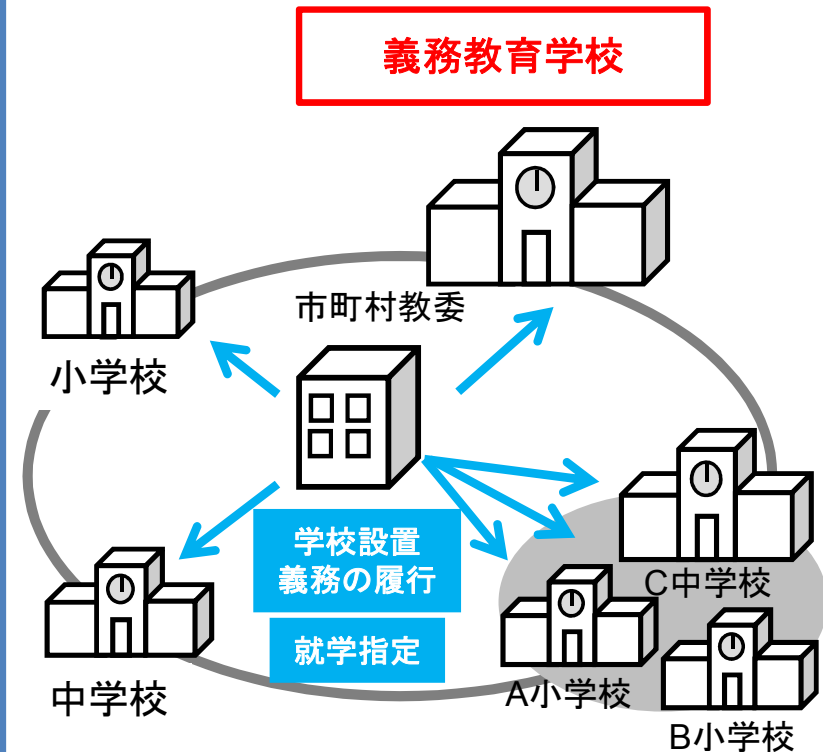 義務教育学校
市町村教委
小学校
学校設置
義務の履行
C中学校
就学指定
中学校
A小学校
B小学校